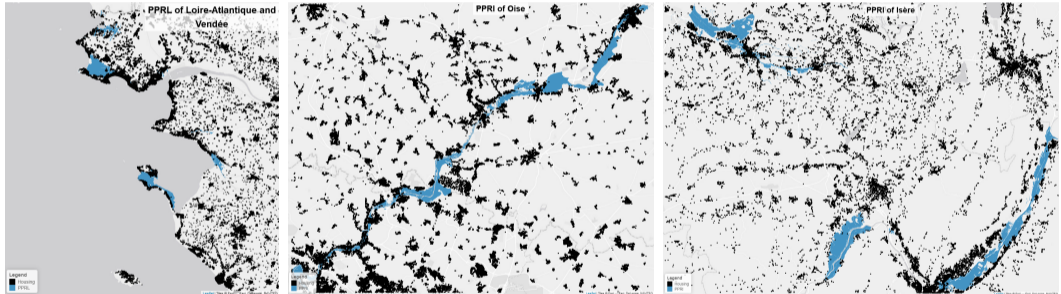 PPRL of Loire-Atlantique and
Vendée
Legend
Housing
PPRL
PPRI of Oise
Legend
Housing
PPRI of Isère
Legend
Housing
PPRI